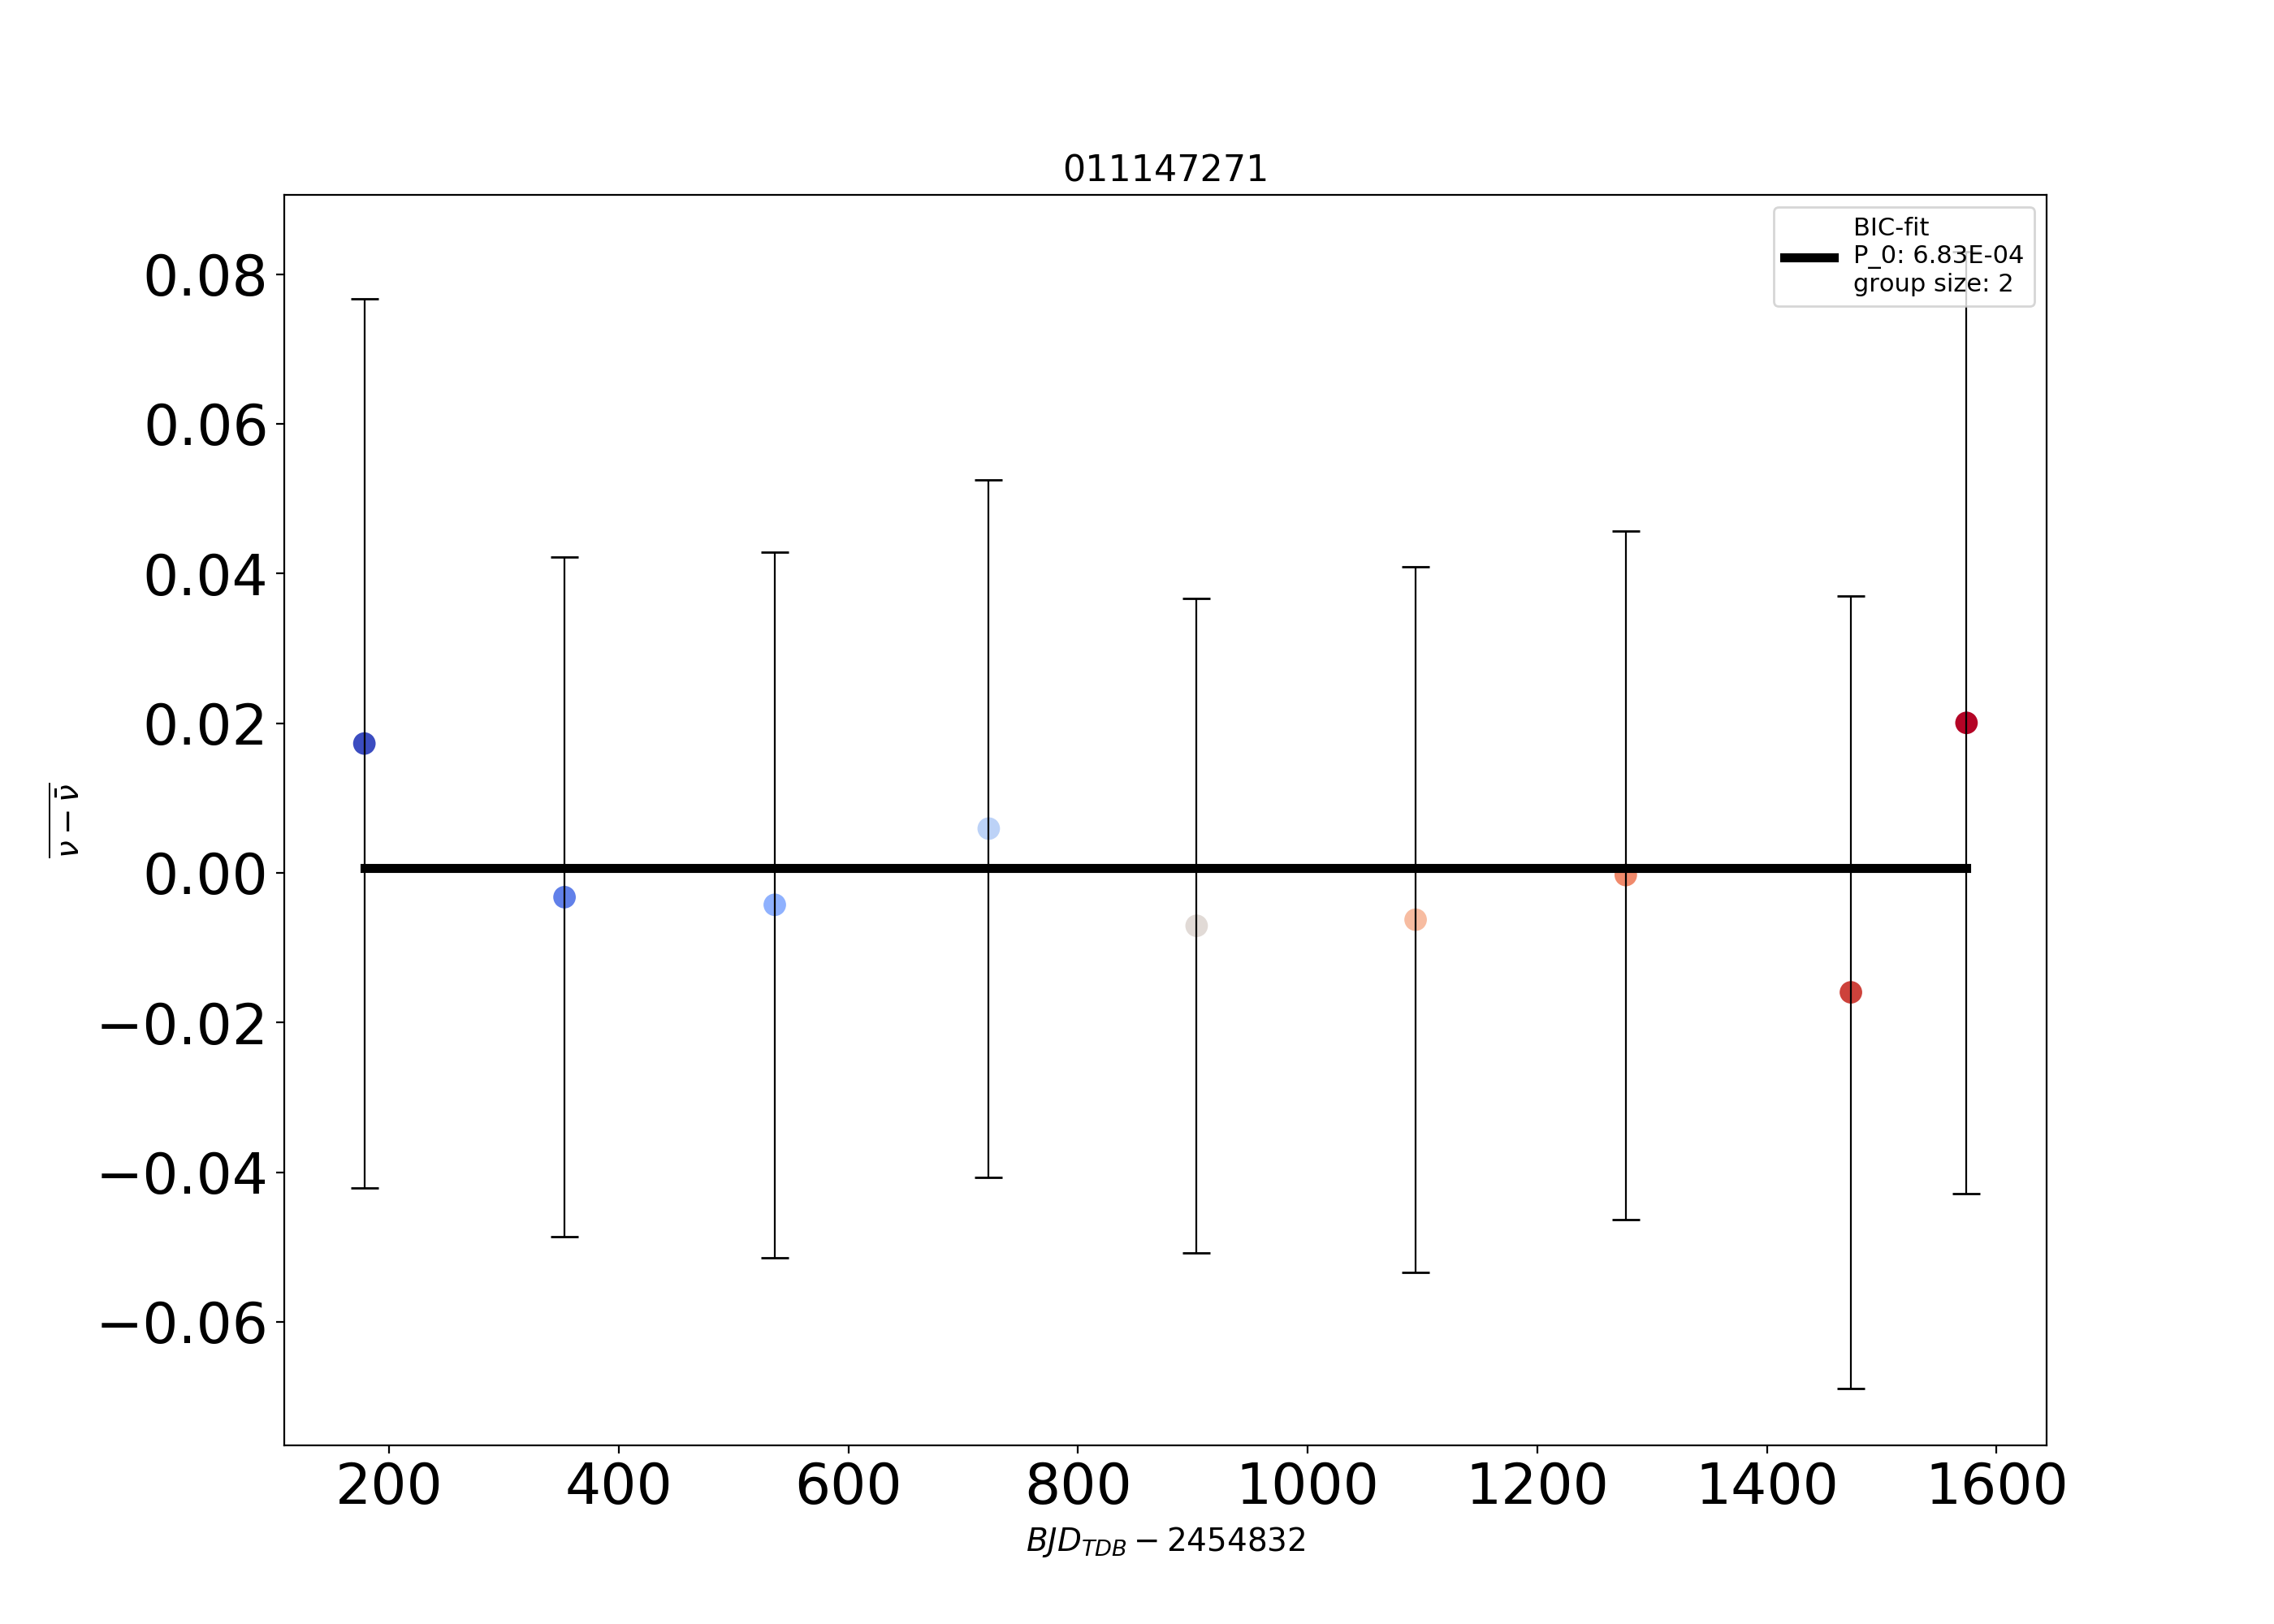 011147271
BIC-fit
P_0: 6.83E-04
group size: 2
0.08
0.06
0.04
0.02
0.00
−0.02
−0.04
−0.06
ν − ν̄
200 400 600 800 1000 1200 1400 1600
BJD_TDB − 2454832